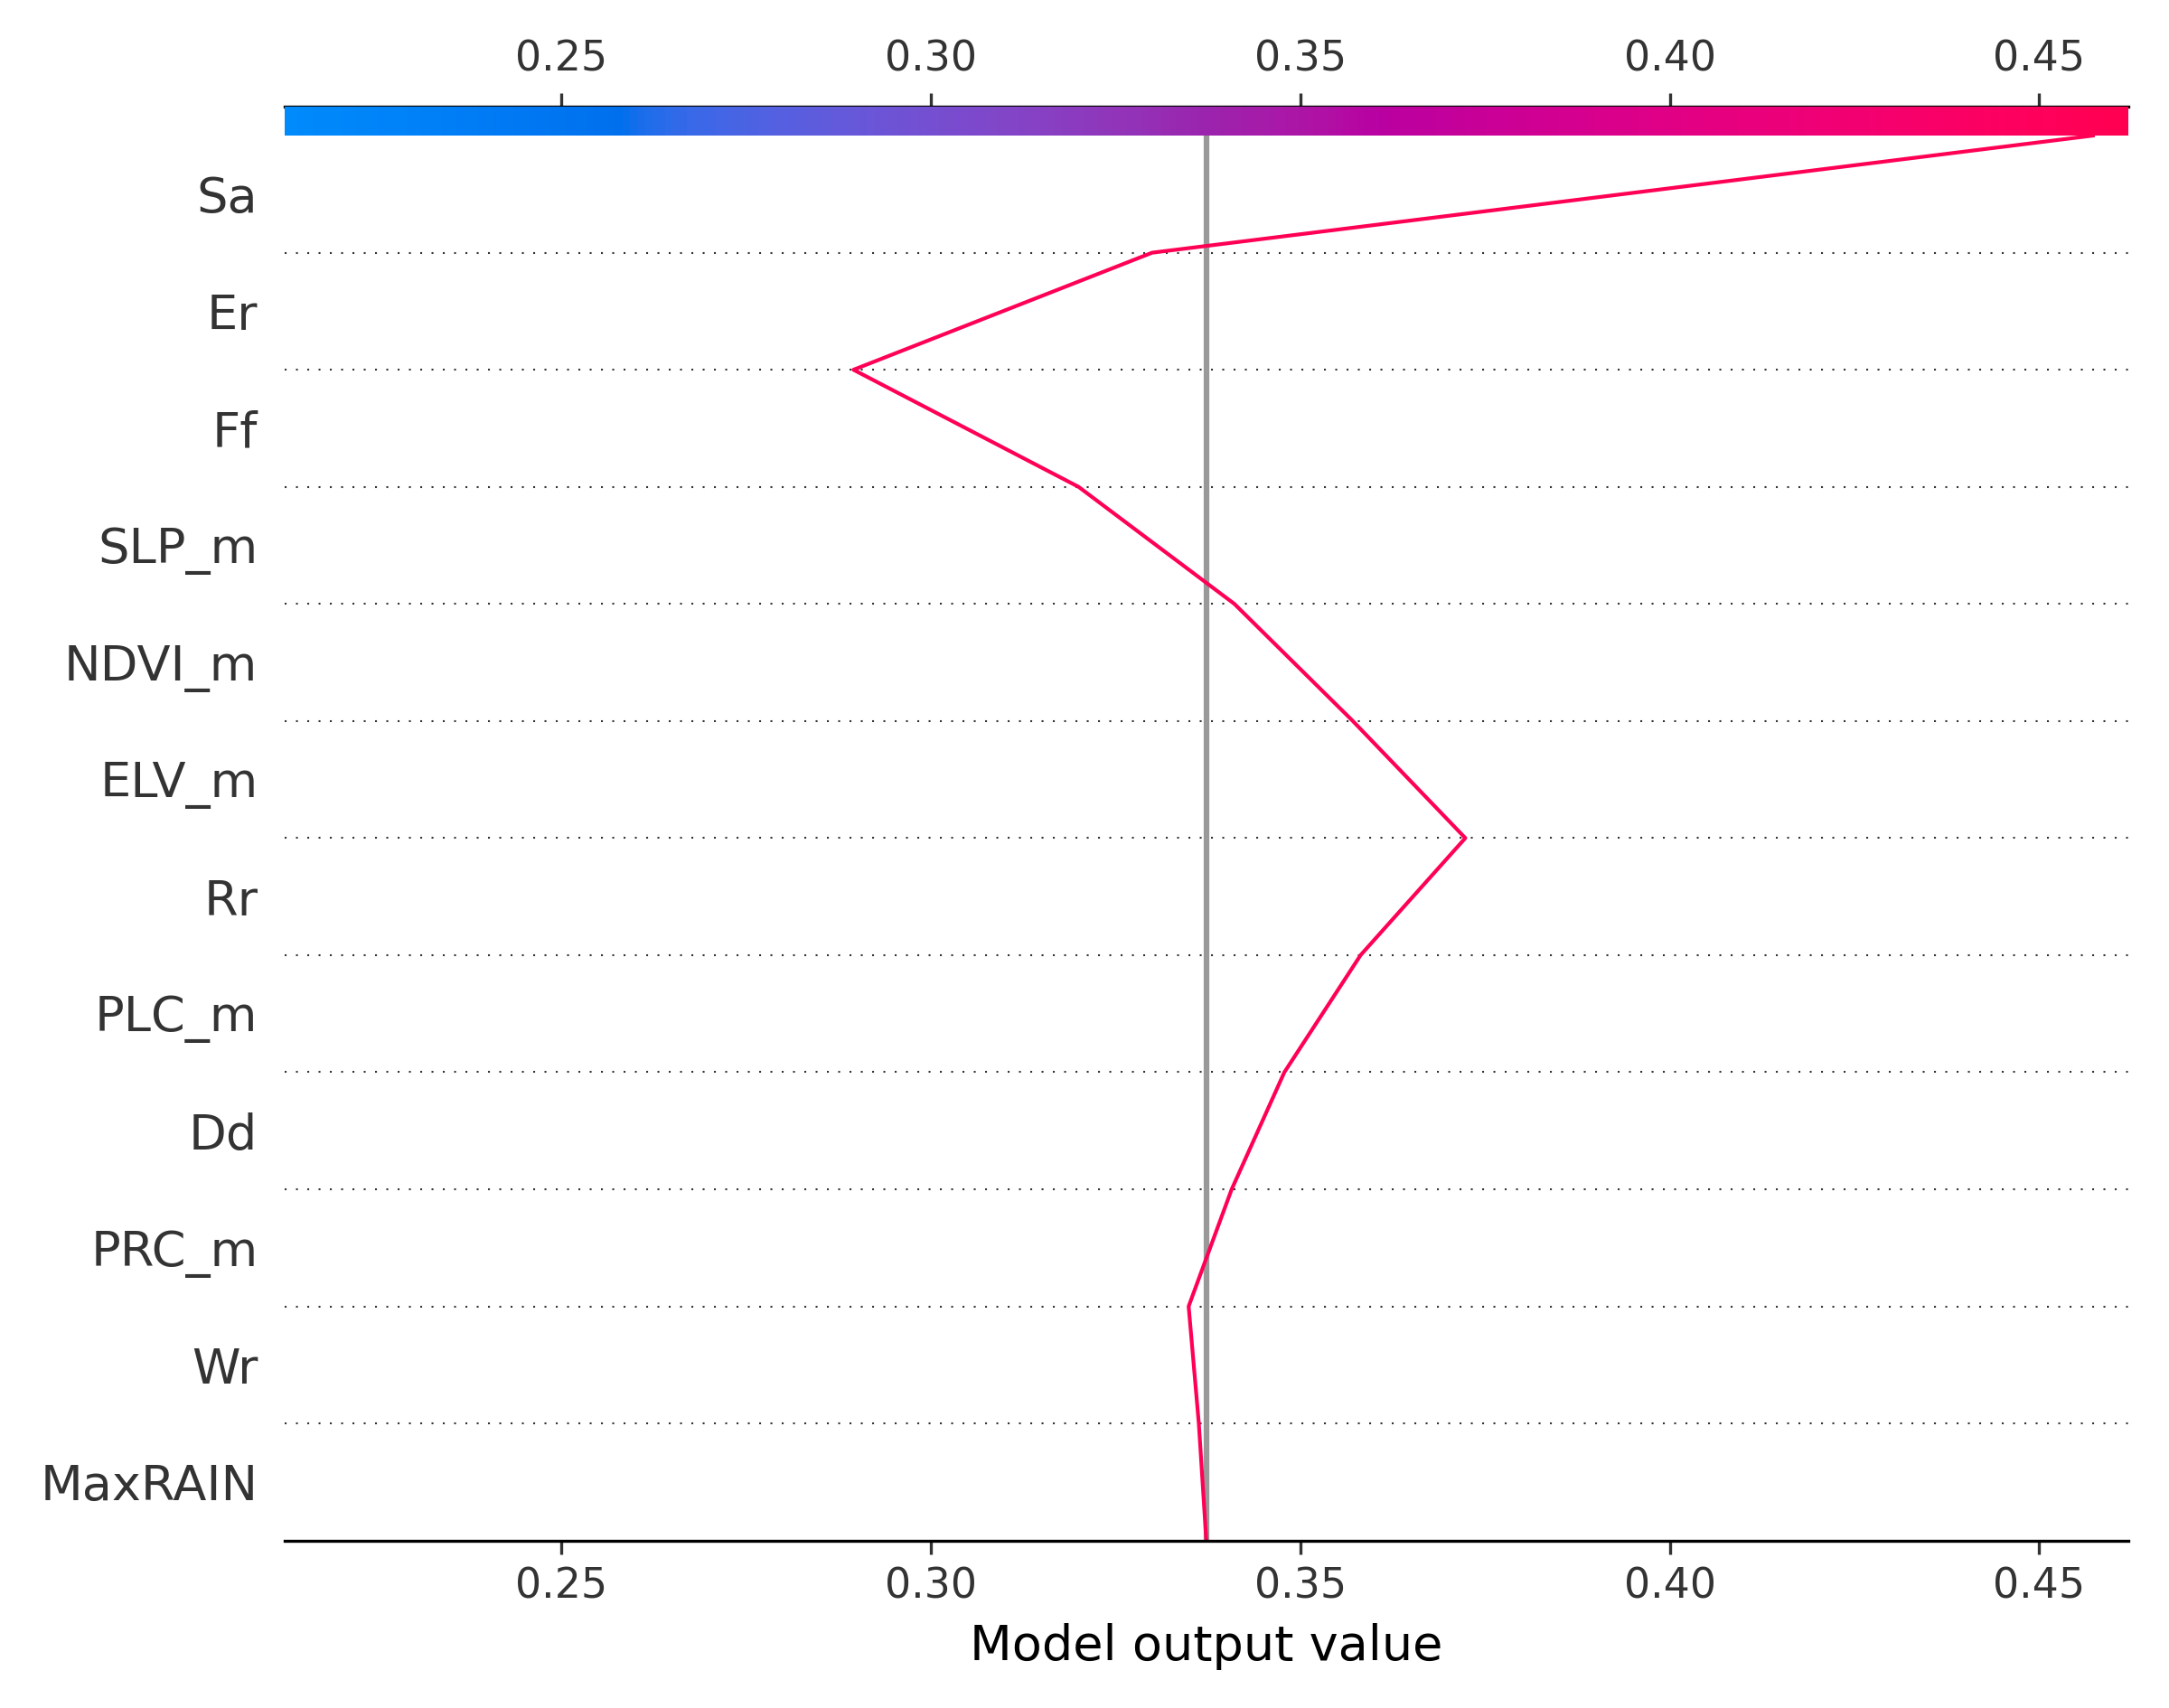 0.25 0.30 0.35 0.40 0.45
Sa
Er
Ff
SLP_m
NDVI_m
ELV_m
Rr
PLC_m
Dd
PRC_m
Wr
MaxRAIN
0.25 0.30 0.35 0.40 0.45
Model output value